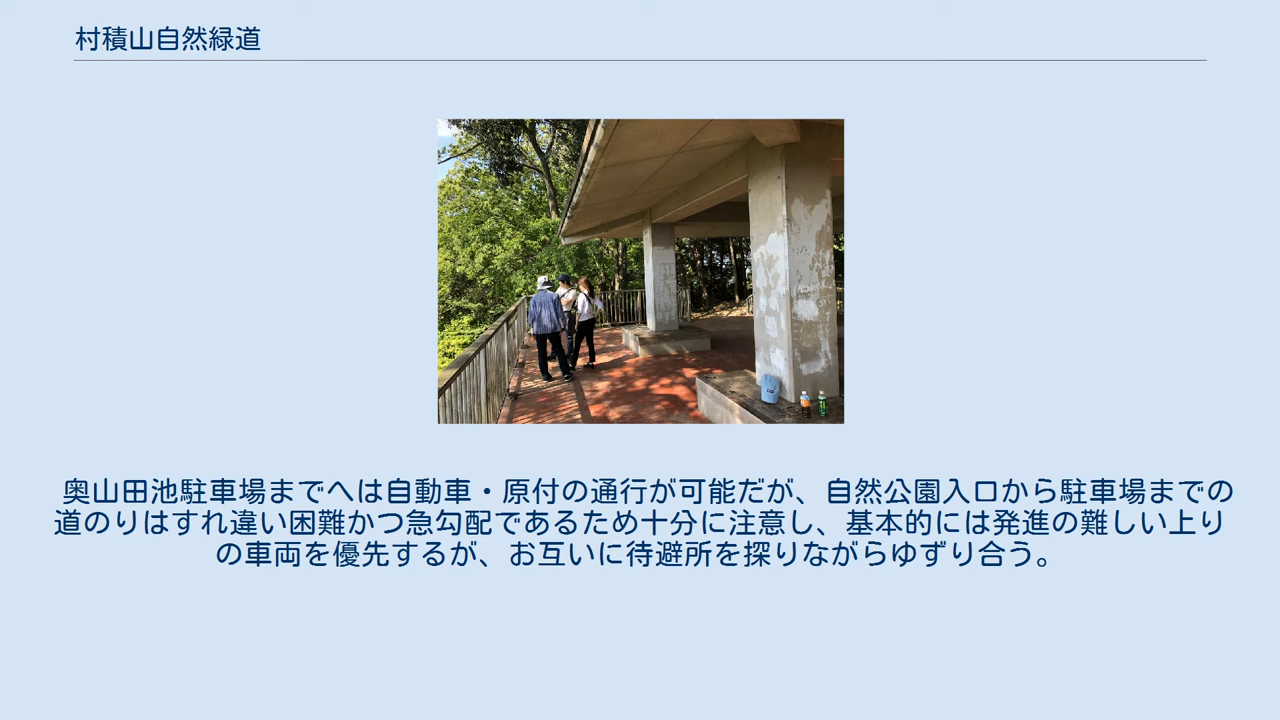 村積山自然緑道
奥山田池駐車場までへは自動車・原付の通行が可能だが、自然公園入口から駐車場までの
道のりはすれ違い困難かつ急勾配であるため十分に注意し、基本的には発進の難しい上り
の車両を優先するが、お互いに待避所を探りながらゆずり合う。